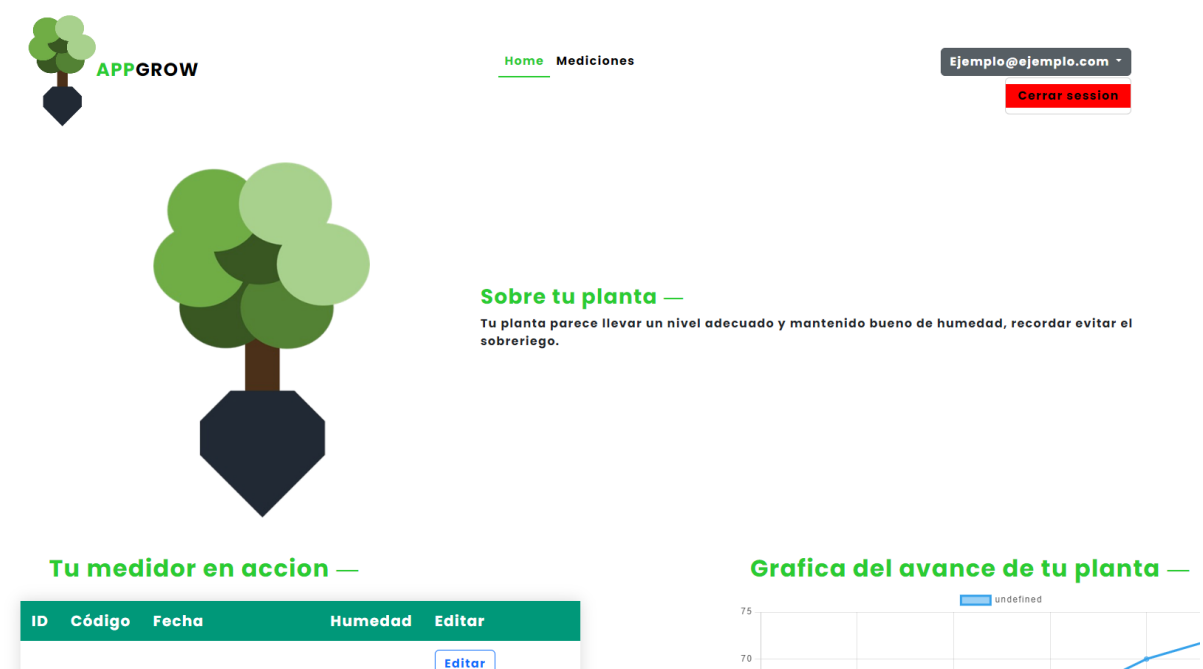 APPGROW
Home Mediciones
Ejemplo@ejemplo.com
Cerrar session
Sobre tu planta
Tu planta parece llevar un nivel adecuado y mantenido bueno de humedad, recordar evitar el
sobreriego.
Tu medidor en accion
Grafica del avance de tu planta
ID Código Fecha Humedad Editar
Editar
undefined
75
70